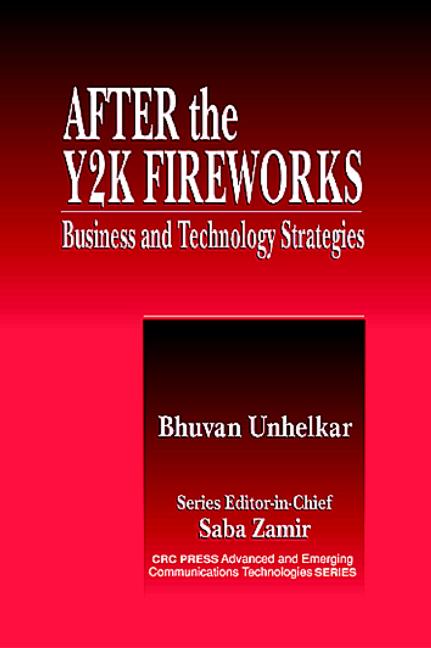 AFTER the
Y2K FIREWORKS
Business and Technology Strategies
Bhuvan Unhelkar
Series Editor-in-Chief
Saba Zamir
CRC PRESS Advanced and Emerging
Communications Technologies SERIES